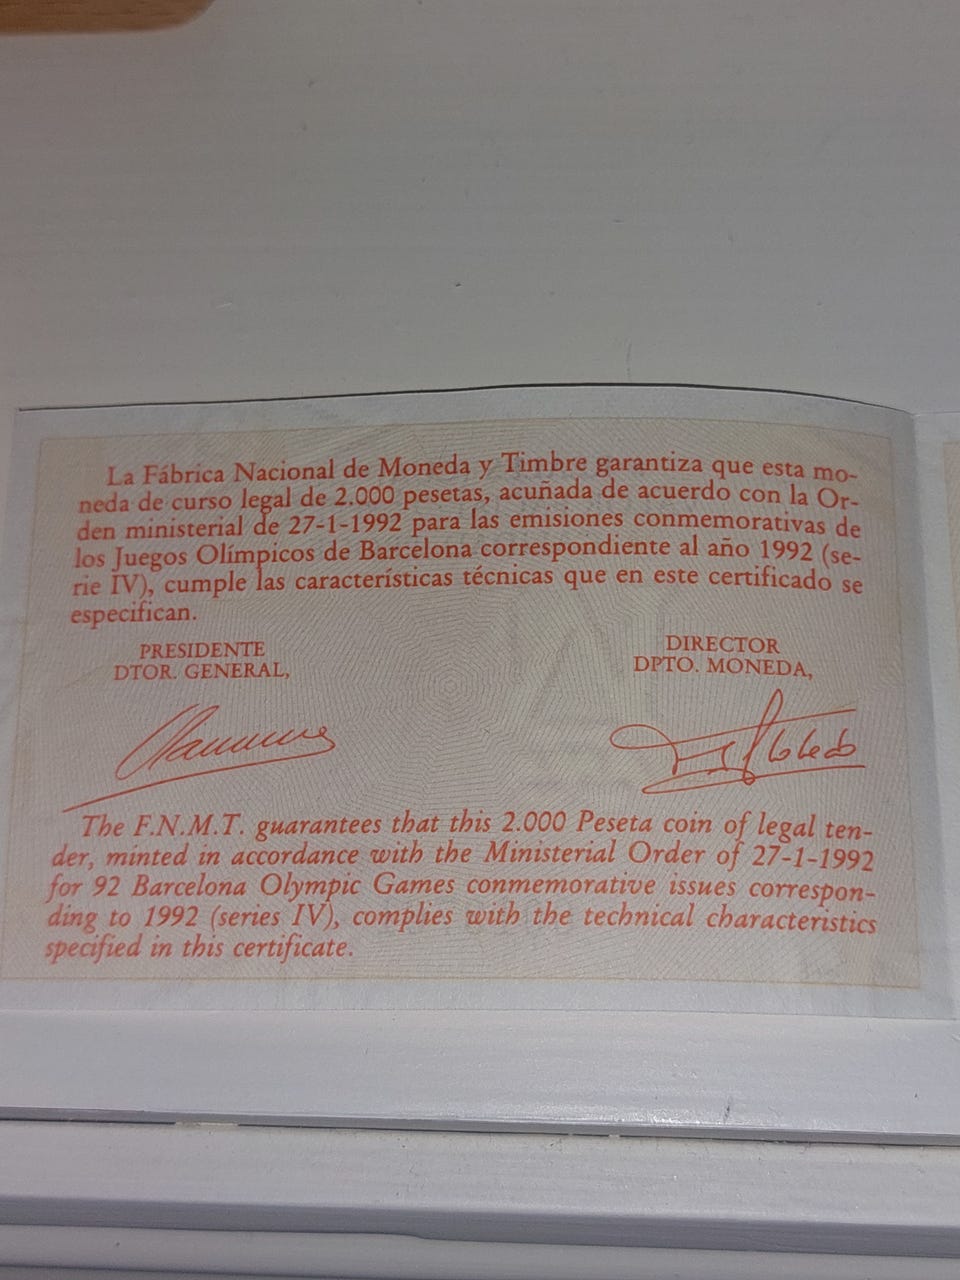 La Fábrica Nacional de Moneda y Timbre garantiza que esta mo-
neda de curso legal de 2.000 pesetas, acuñada de acuerdo con la Or-
den ministerial de 27-1-1992 para las emisiones conmemorativas de
los Juegos Olímpicos de Barcelona correspondiente al año 1992 (se-
rie IV), cumple las características técnicas que en este certificado se
especifican.
PRESIDENTE
DTOR. GENERAL,
DIRECTOR
DPTO. MONEDA,
The F.N.M.T. guarantees that this 2.000 Peseta coin of legal ten-
der, minted in accordance with the Ministerial Order of 27-1-1992
for 92 Barcelona Olympic Games conmemorative issues correspon-
ding to 1992 (series IV), complies with the technical characteristics
specified in this certificate.